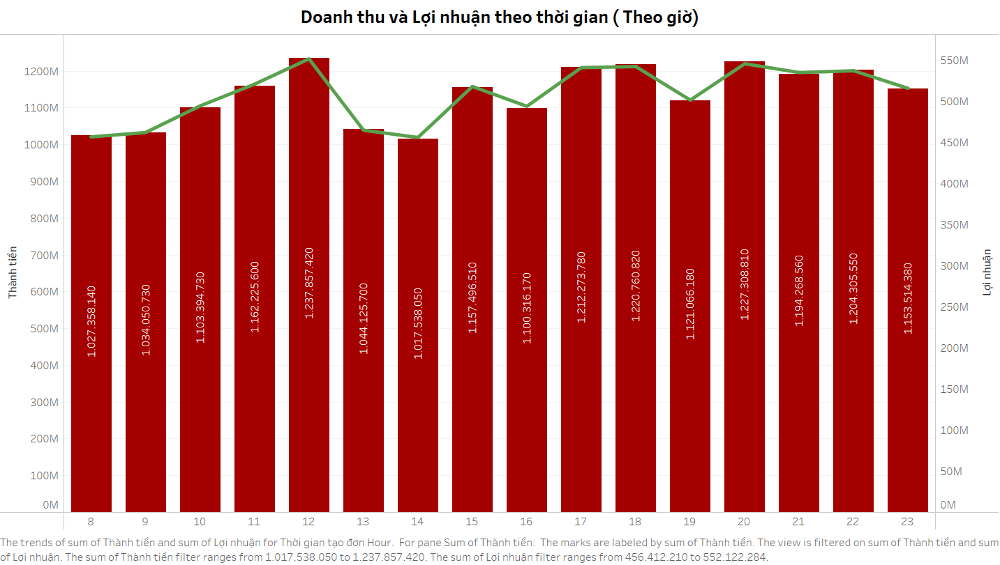 Doanh thu và Lợi nhuận theo thời gian ( Theo giờ)
Thành tiền
1200M
1100M
1000M
900M
800M
700M
600M
500M
400M
300M
200M
100M
0M
1.027.358.140
1.034.050.730
1.103.394.730
1.162.225.600
1.237.857.420
1.044.125.700
1.017.538.050
1.157.496.510
1.100.316.170
1.212.273.780
1.220.760.820
1.121.066.180
1.227.308.810
1.194.268.560
1.204.305.550
1.153.514.380
550M
500M
450M
400M
350M
300M
250M
200M
150M
100M
50M
0M
Lợi nhuận
8 9 10 11 12 13 14 15 16 17 18 19 20 21 22 23
The trends of sum of Thành tiền and sum of Lợi nhuận for Thời gian tạo đơn Hour. For pane Sum of Thành tiền: The marks are labeled by sum of Thành tiền. The view is filtered on sum of Thành tiền and sum
of Lợi nhuận. The sum of Thành tiền filter ranges from 1.017.538.050 to 1.237.857.420. The sum of Lợi nhuận filter ranges from 456.412.210 to 552.122.284.